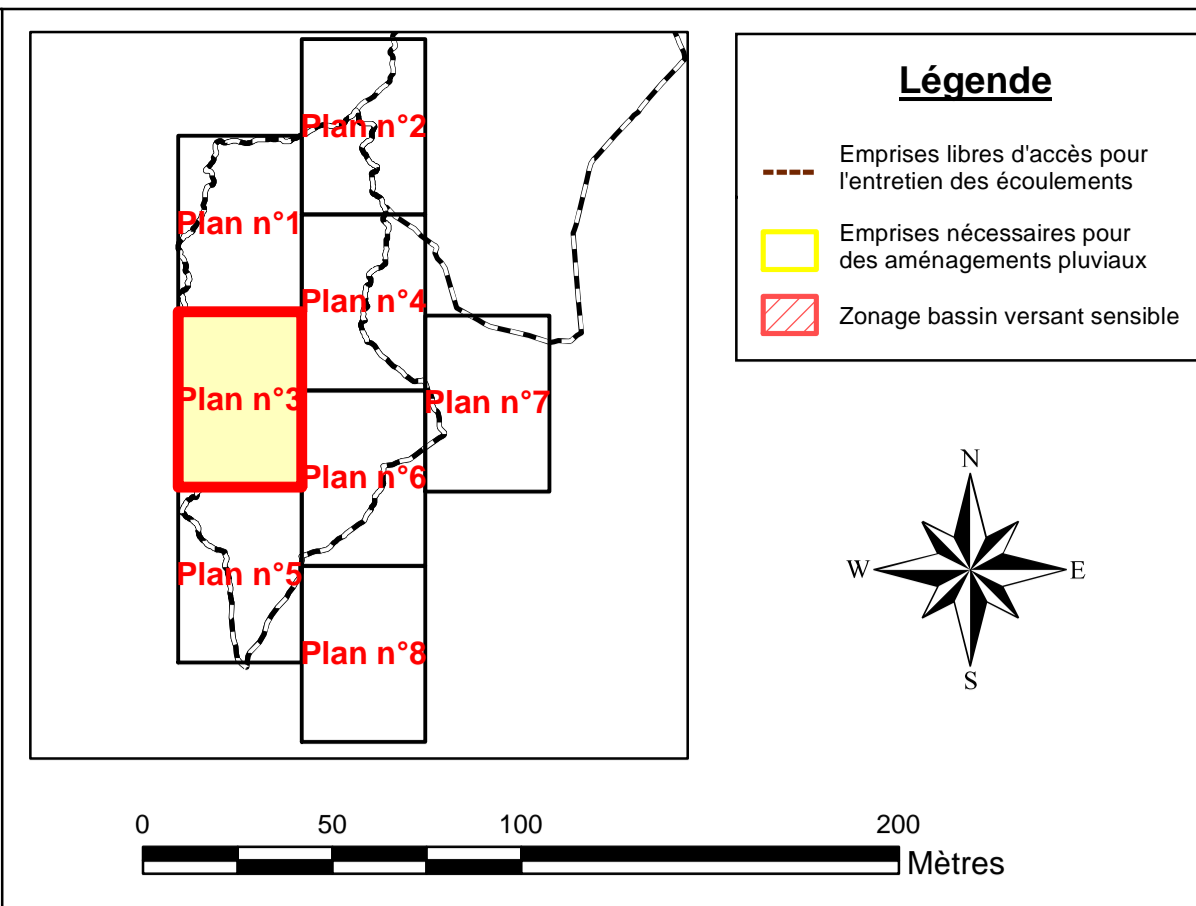 Plan n°2
Plan n°1
Plan n°4
Plan n°3
Plan n°7
Plan n°6
Plan n°5
Plan n°8
Légende
Emprises libres d'accès pour
l'entretien des écoulements
Emprises nécessaires pour
des aménagements pluviaux
Zonage bassin versant sensible
N
W
E
S
0 50 100 200
Mètres